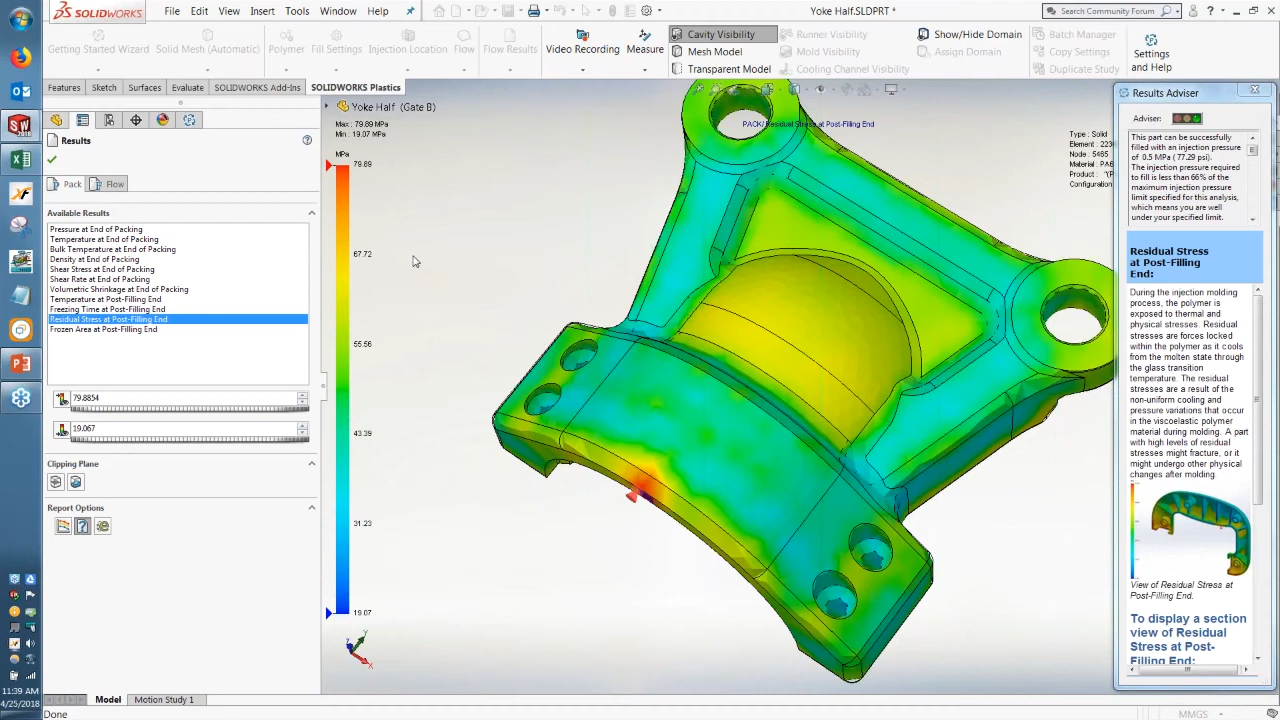 SOLIDWORKS
File
Edit
View
Insert
Tools
Window
Help
Yoke Half.SLDPRT *
Search Community Forum
Getting Started Wizard
Solid Mesh (Automatic)
Polymer
Fill Settings
Injection Location
Flow
Flow Results
Video Recording
Measure
Cavity Visibility
Mesh Model
Transparent Model
Runner Visibility
Mold Visibility
Cooling Channel Visibility
Show/Hide Domain
Assign Domain
Batch Manager
Copy Settings
Duplicate Study
Settings
and Help
Features
Sketch
Surfaces
Evaluate
SOLIDWORKS Add-Ins
SOLIDWORKS Plastics
Results
Pack
Flow
Available Results
Pressure at End of Packing
Temperature at End of Packing
Bulk Temperature at End of Packing
Density at End of Packing
Shear Stress at End of Packing
Shear Rate at End of Packing
Volumetric Shrinkage at End of Packing
Temperature at Post-Filling End
Freezing Time at Post-Filling End
Residual Stress at Post-Filling End
Frozen Area at Post-Filling End
79.8854
19.067
Clipping Plane
Report Options
Yoke Half (Gate B)
Max : 79.89 MPa
Min : 19.07 MPa
MPa
79.89
67.72
55.56
43.39
31.23
19.07
PACK/ Residual Stress at Post-Filling End
Type : Solid
Node : 5465
Configuration
Results Adviser
Adviser:
This part can be successfully
filled with an injection pressure
of 0.5 MPa ( 77.29 psi).
The injection pressure required
to fill is less than 66% of the
maximum injection pressure
limit specified for this analysis,
which means you are well
under your specified limit.
Residual Stress
at Post-Filling
End:
During the injection molding
process, the polymer is
exposed to thermal and
physical stresses. Residual
stresses are forces locked
within the polymer as it cools
from the molten state through
the glass transition
temperature. The residual
stresses are a result of the
non-uniform cooling and
pressure variations that occur
in the viscoelastic polymer
material during molding. A part
with high levels of residual
stresses might fracture, or it
might undergo other physical
changes after molding.
View of Residual Stress at
Post-Filling End.
To display a section
view of Residual
Stress at Post-
Filling End:
Model
Motion Study 1
Done
MMGS
11:39 AM
4/25/2018